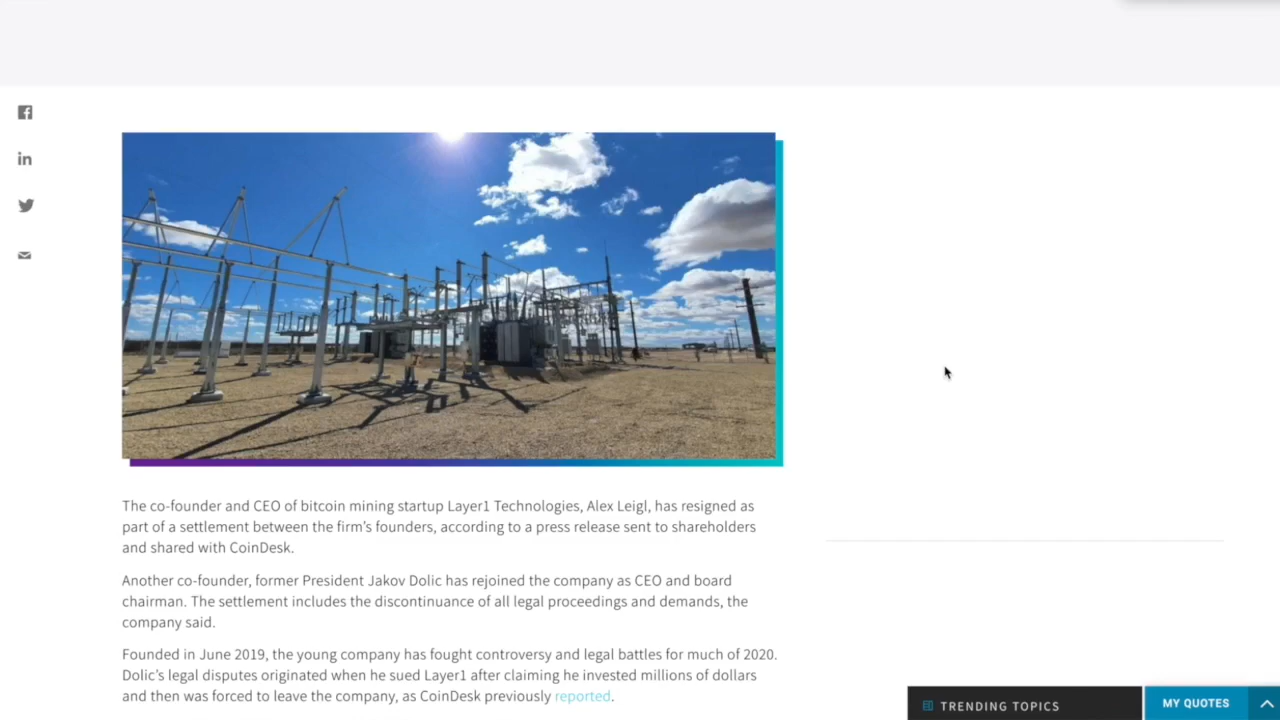 The co-founder and CEO of bitcoin mining startup Layer1 Technologies, Alex Leigl, has resigned as
part of a settlement between the firm's founders, according to a press release sent to shareholders
and shared with CoinDesk.
Another co-founder, former President Jakov Dolic has rejoined the company as CEO and board
chairman. The settlement includes the discontinuance of all legal proceedings and demands, the
company said.
Founded in June 2019, the young company has fought controversy and legal battles for much of 2020.
Dolic's legal disputes originated when he sued Layer1 after claiming he invested millions of dollars
and then was forced to leave the company, as CoinDesk previously reported.
TRENDING TOPICS
MY QUOTES